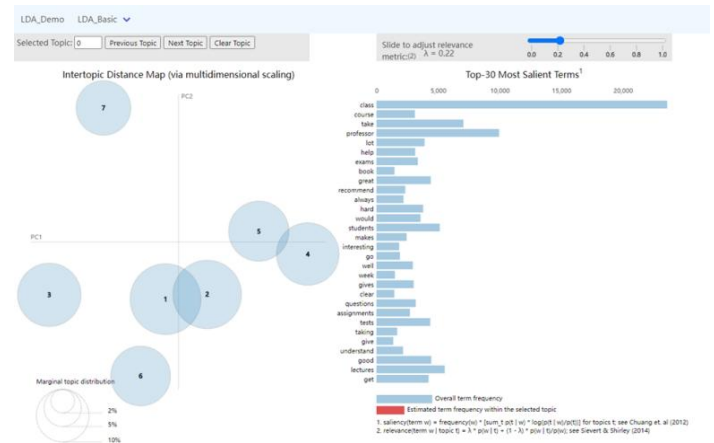 LDA_Demo LDA_Basic
Selected Topic: 0 Previous Topic Next Topic Clear Topic
Slide to adjust relevance
metric:(2) λ = 0.22
0.0 0.2 0.4 0.6 0.8 1.0
Intertopic Distance Map (via multidimensional scaling)
PC2
PC1
7
5
4
3
1
2
6
Marginal topic distribution
2%
5%
10%
Top-30 Most Salient Terms1
0 5,000 10,000 15,000 20,000
class
course
take
professor
lot
help
exams
book
great
recommend
always
hard
would
students
makes
interesting
go
well
week
gives
clear
questions
assignments
tests
taking
give
understand
good
lectures
get
Overall term frequency
Estimated term frequency within the selected topic
1. saliency(term w) = frequency(w) * [sum_t p(t | w) * log(p(t | w)/p(t))] for topics t; see Chuang et. al (2012)
2. relevance(term w | topic t) = λ * p(w | t) + (1 - λ) * p(w | t)/p(w); see Sievert & Shirley (2014)